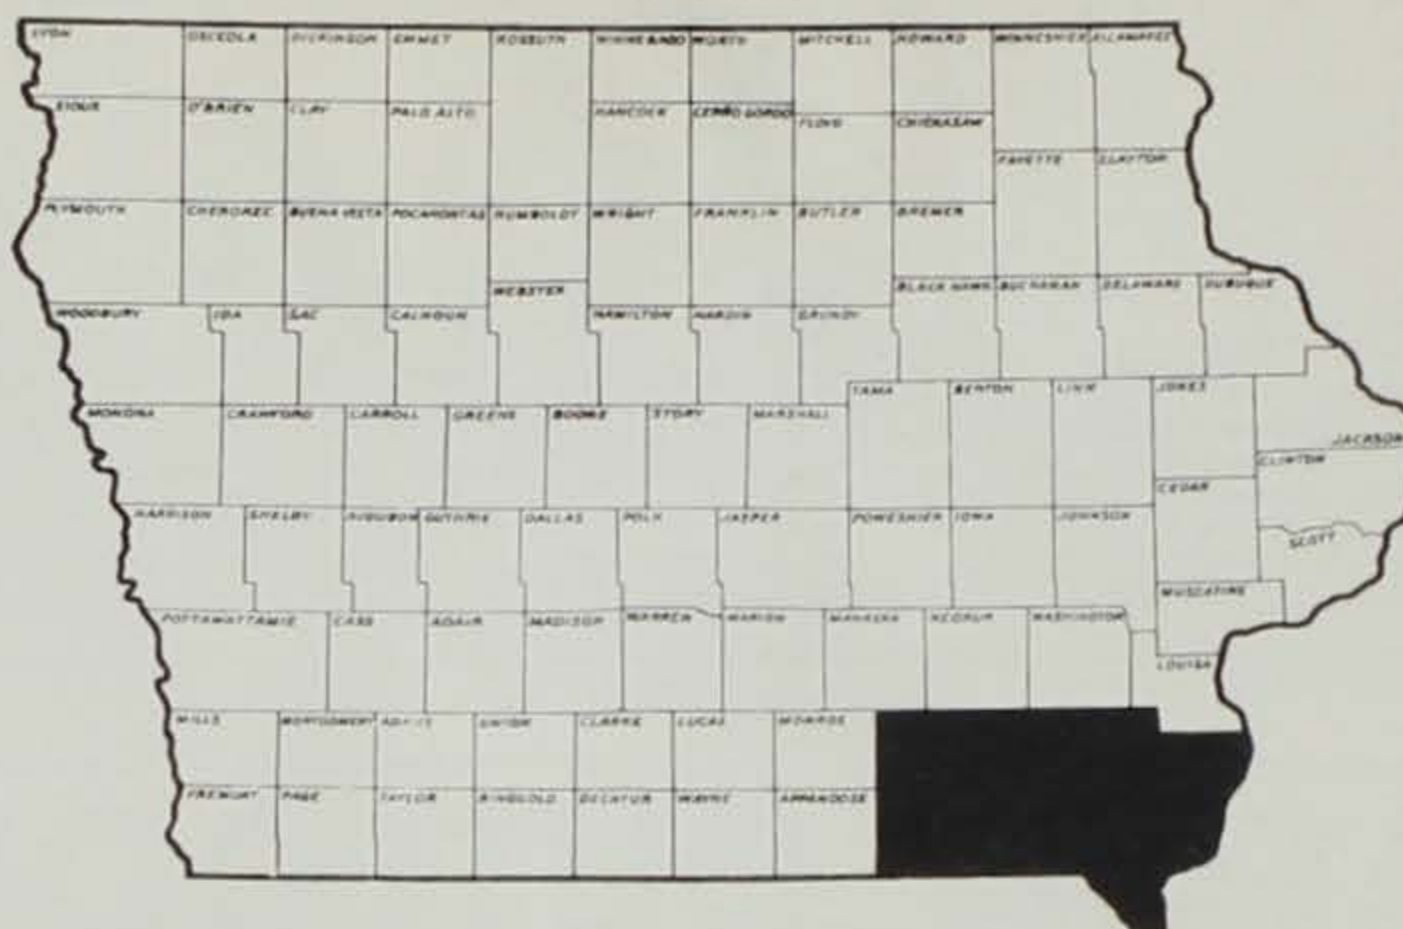 LYON OSCEOLA DICKINSON EMMET KOSSUTH WINNEBAGO WORTH MITCHELL HOWARD WINNESHIEK ALLAMAKEE
SIOUX O'BRIEN CLAY PALO ALTO HANCOCK CERRO GORDO FLOYD CHICKASAW
FAYETTE CLAYTON
PLYMOUTH CHEROKEE BUENA VISTA POCAHONTAS HUMBOLDT WRIGHT FRANKLIN BUTLER BREMER
WEBSTER BLACK HAWK BUCHANAN DELAWARE DUBUQUE
WOODBURY IDA SAC CALHOUN HAMILTON HARDIN GRUNDY
TAMA BENTON LINN JONES
MONONA CRAWFORD CARROLL GREENE BOONE STORY MARSHALL JACKSON
CLINTON
CEDAR
HARRISON SHELBY AUDUBON GUTHRIE DALLAS POLK JASPER POWESHIEK IOWA JOHNSON
SCOTT
MUSCATINE
POTTAWATTAMIE CASS ADAIR MADISON WARREN MARION MAHASKA KEOKUK WASHINGTON
LOUISA
MILLS MONTGOMERY ADAMS UNION CLARKE LUCAS MONROE
FREMONT PAGE TAYLOR RINGGOLD DECATUR WAYNE APPANOOSE